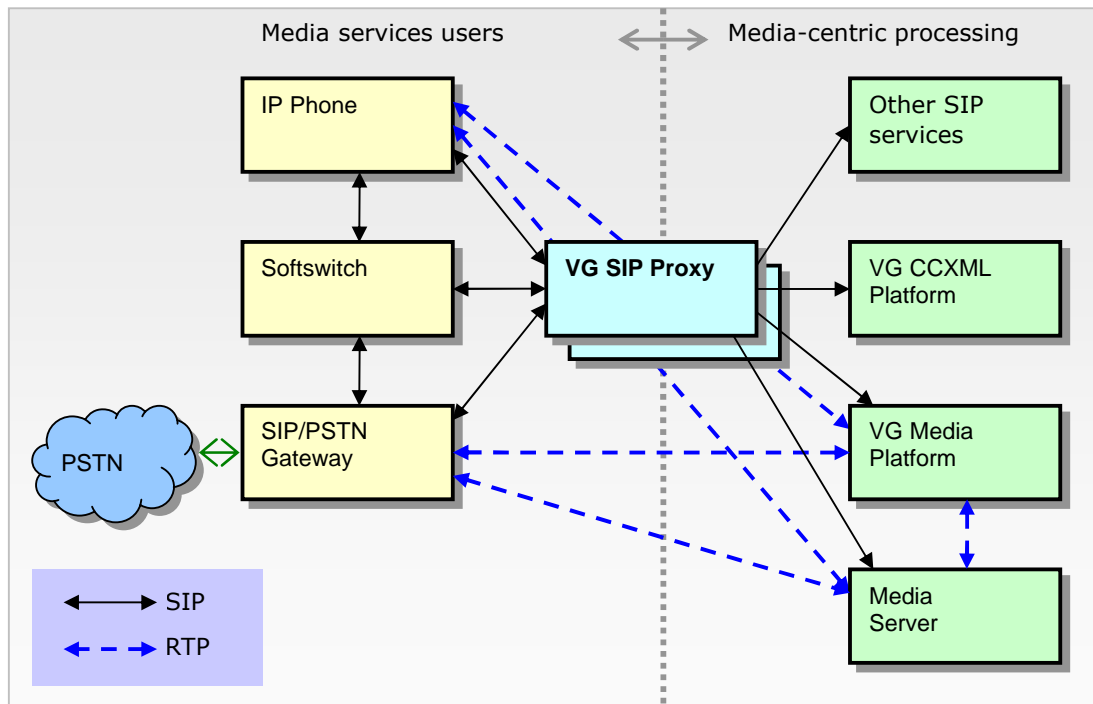 Media services users
Media-centric processing
IP Phone
Other SIP
services
Softswitch
VG SIP Proxy
VG CCXML
Platform
PSTN
SIP/PSTN
Gateway
VG Media
Platform
Media
Server
SIP
RTP